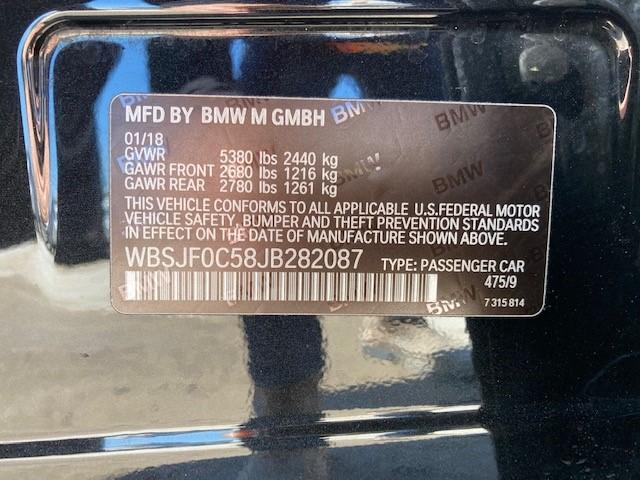 MFD BY BMW M GMBH
01/18
GVWR 5380 lbs 2440 kg
GAWR FRONT 2680 lbs 1216 kg
GAWR REAR 2780 lbs 1261 kg
THIS VEHICLE CONFORMS TO ALL APPLICABLE U.S.FEDERAL MOTOR
VEHICLE SAFETY, BUMPER AND THEFT PREVENTION STANDARDS
IN EFFECT ON THE DATE OF MANUFACTURE SHOWN ABOVE.
WBSJF0C58JB282087 TYPE: PASSENGER CAR
475/9
7 315 814